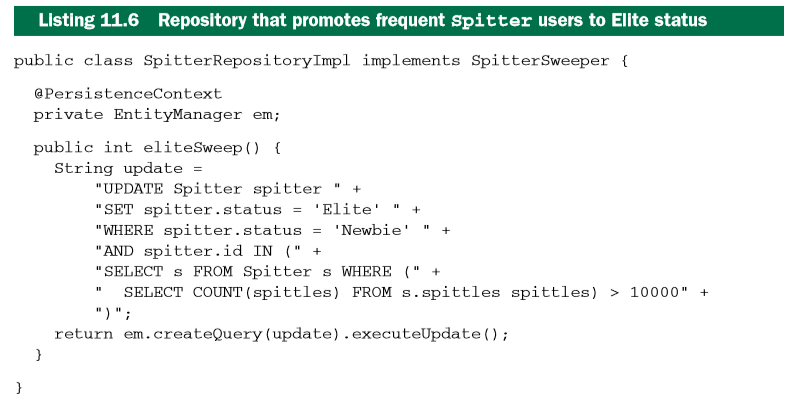 Listing 11.6 Repository that promotes frequent Spitter users to Elite status
public class SpitterRepositoryImpl implements SpitterSweeper {
@PersistenceContext
private EntityManager em;
public int eliteSweep() {
String update =
"UPDATE Spitter spitter " +
"SET spitter.status = 'Elite' " +
"WHERE spitter.status = 'Newbie' " +
"AND spitter.id IN (" +
"SELECT s FROM Spitter s WHERE (" +
"  SELECT COUNT(spittles) FROM s.spittles spittles) > 10000" +
")";
return em.createQuery(update).executeUpdate();
}
}